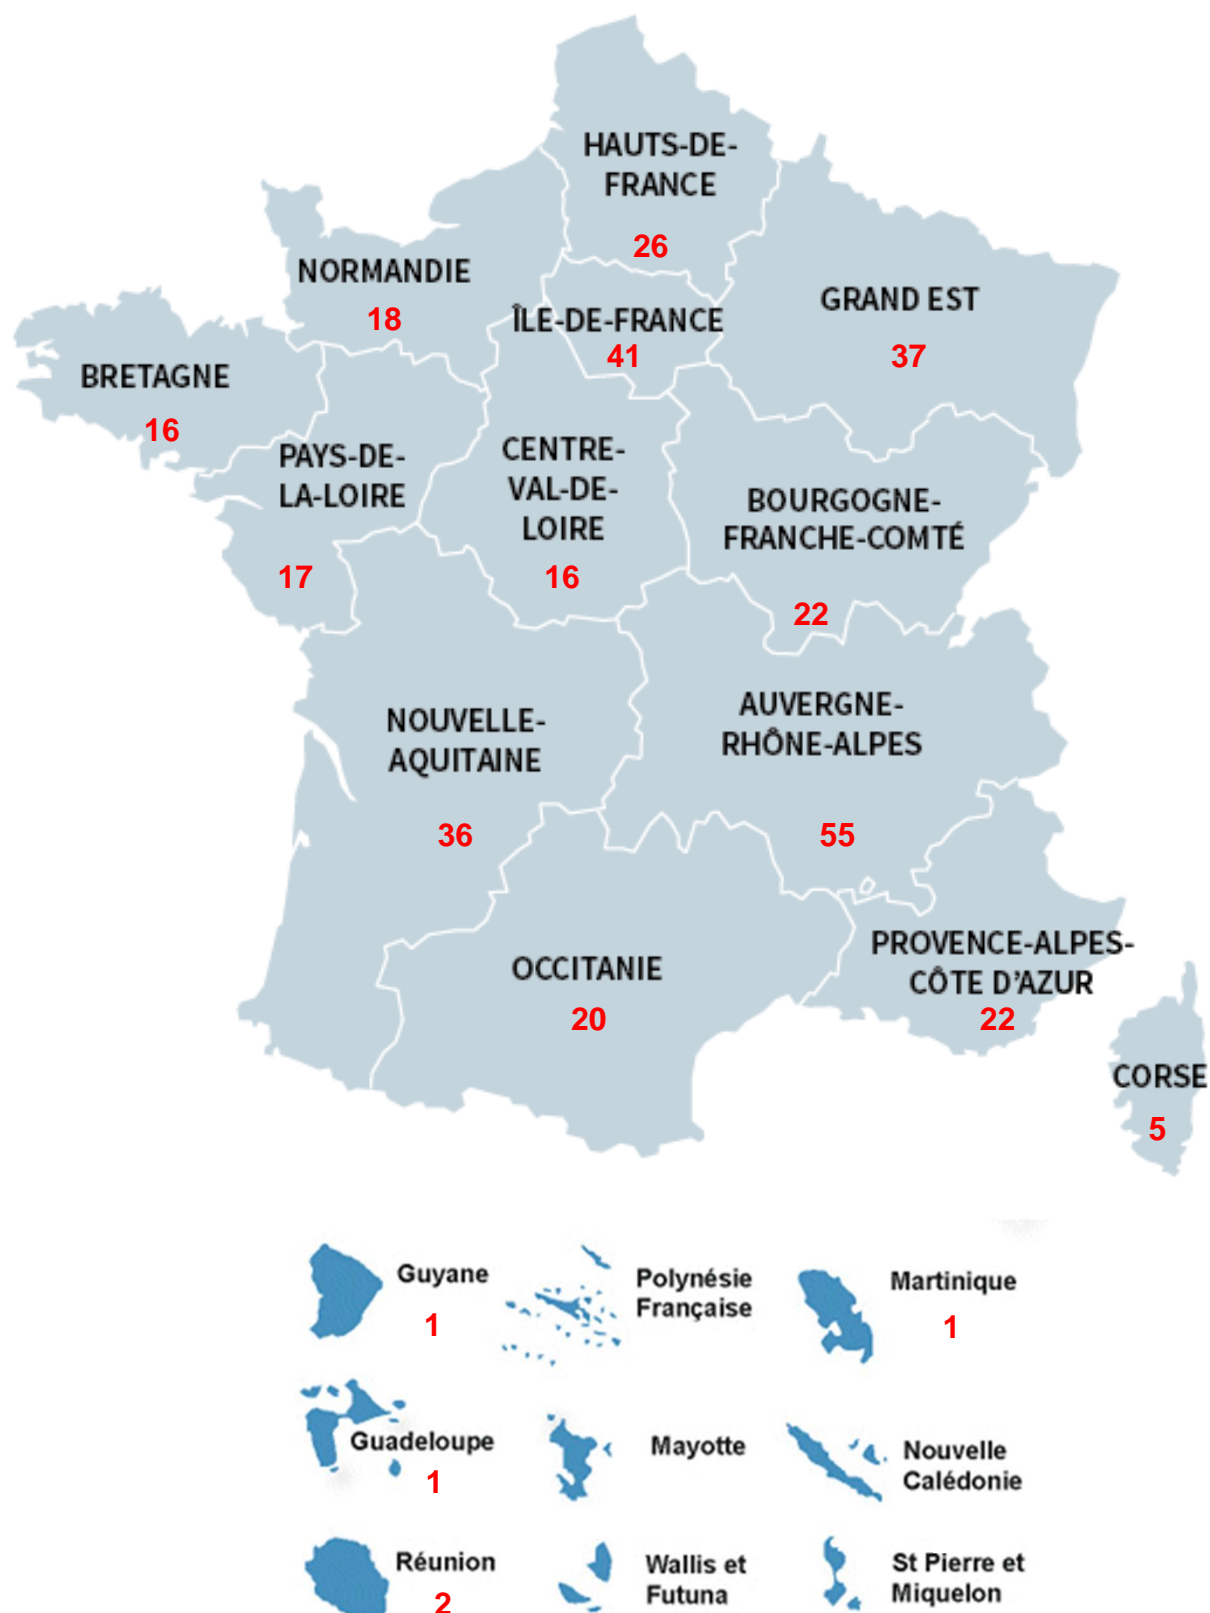 HAUTS-DE-
FRANCE
26
NORMANDIE
18
ÎLE-DE-FRANCE
41
GRAND EST
37
BRETAGNE
16
PAYS-DE-
LA-LOIRE
17
CENTRE-
VAL-DE-
LOIRE
16
BOURGOGNE-
FRANCHE-COMTÉ
22
NOUVELLE-
AQUITAINE
36
AUVERGNE-
RHÔNE-ALPES
55
OCCITANIE
20
PROVENCE-ALPES-
CÔTE D'AZUR
22
CORSE
5
Guyane
1
Polynésie
Française
Martinique
1
Guadeloupe
1
Mayotte
Nouvelle
Calédonie
Réunion
2
Wallis et
Futuna
St Pierre et
Miquelon